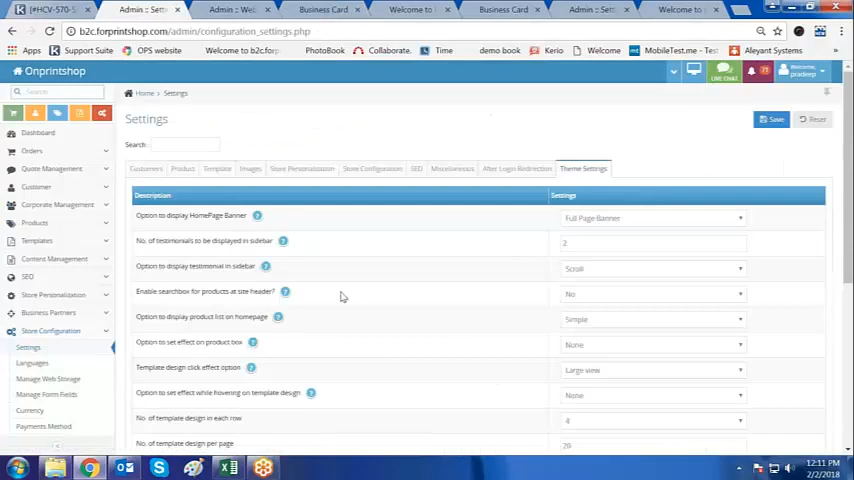 [#HCV-570-5
Admin :: Sett
Admin :: Web
Business Card
Welcome to
Business Card
Admin :: Sett
Welcome to
b2c.forprintshop.com/admin/configuration_settings.php
Apps
Support Suite
OPS website
Welcome to b2c.forpr
PhotoBook
Collaborate.
Time
demo book
Kerio
Welcome
MobileTest.me - Test
Aleyant Systems
Onprintshop
LIVE CHAT
Welcome,
pradeep
Search
Home
Settings
Settings
Save
Reset
Search:
Customers
Product
Template
Images
Store Personalization
Store Configuration
SEO
Miscellaneous
After Login Redirection
Theme Settings
Dashboard
Orders
Quote Management
Customer
Corporate Management
Products
Templates
Content Management
SEO
Store Personalization
Business Partners
Store Configuration
Settings
Languages
Manage Web Storage
Manage Form Fields
Currency
Payments Method
Description
Settings
Option to display HomePage Banner
Full Page Banner
No. of testimonials to be displayed in sidebar
2
Option to display testimonial in sidebar
Scroll
Enable searchbox for products at site header?
No
Option to display product list on homepage
Simple
Option to set effect on product box
None
Template design click effect option
Large view
Option to set effect while hovering on template design
None
No. of template design in each row
4
No. of template design per page
20
12:11 PM
2/2/2018